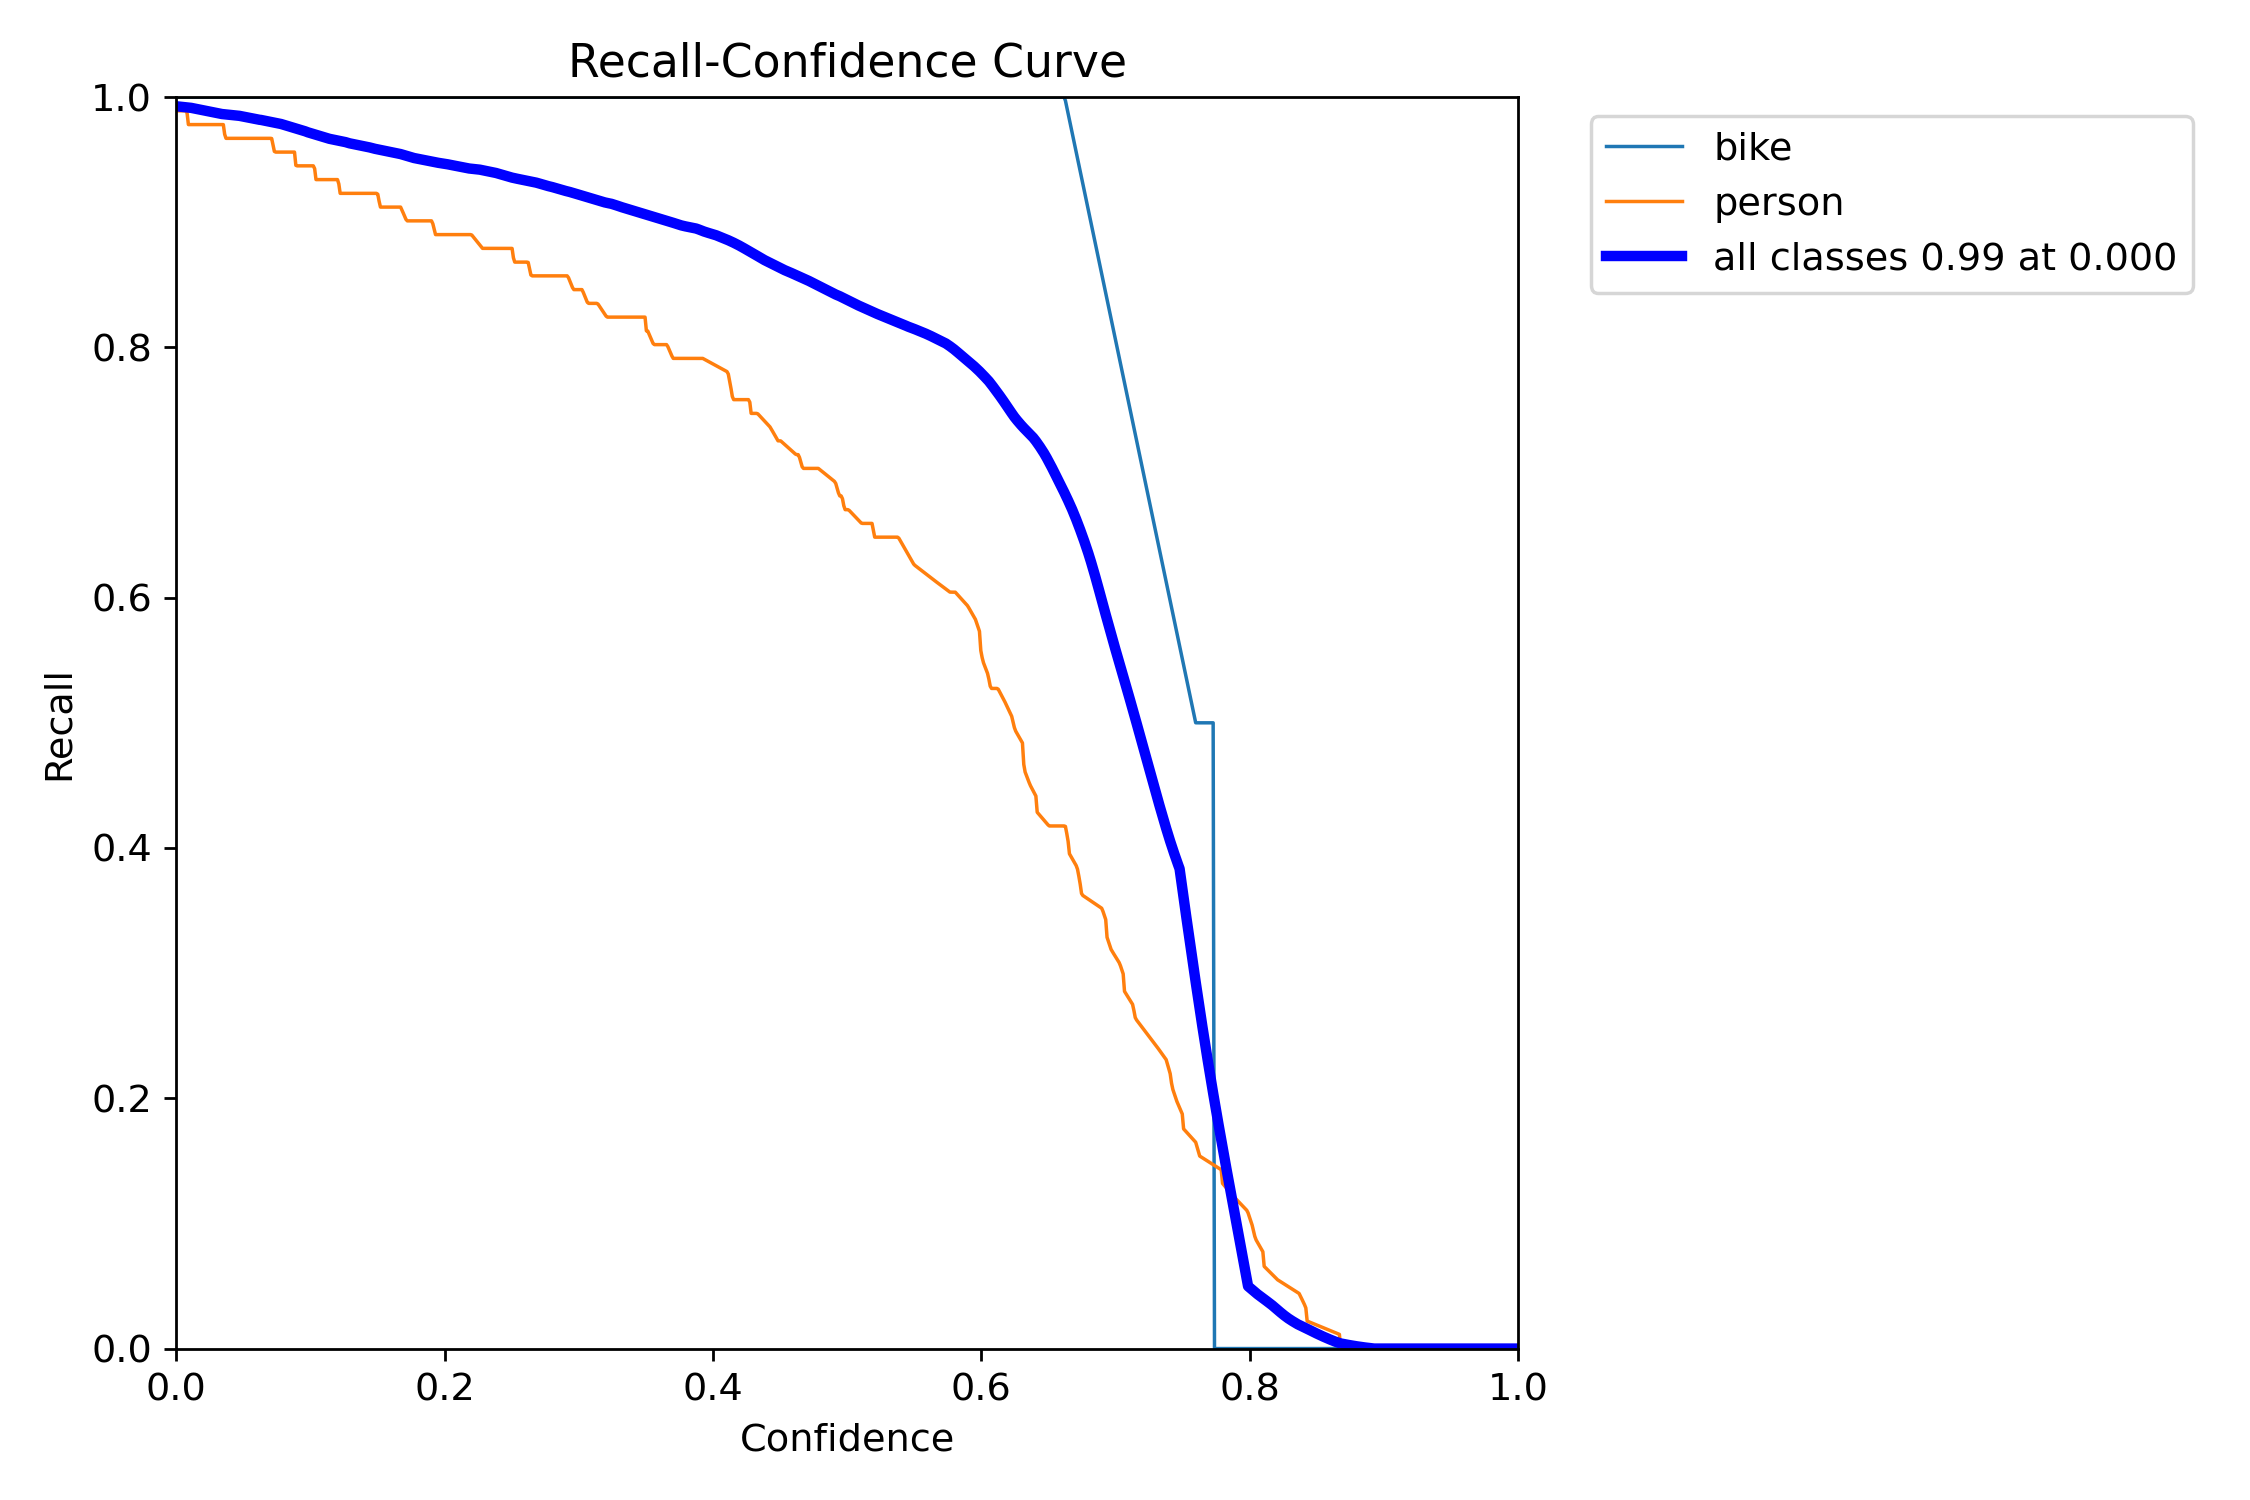 Recall-Confidence Curve
1.0
0.8
0.6
0.4
0.2
0.0
Recall
0.0 0.2 0.4 0.6 0.8 1.0
Confidence
bike
person
all classes 0.99 at 0.000